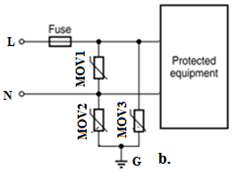 Fuse
L
MOV1
Protected
equipment
N
MOV2
MOV3
G
b.